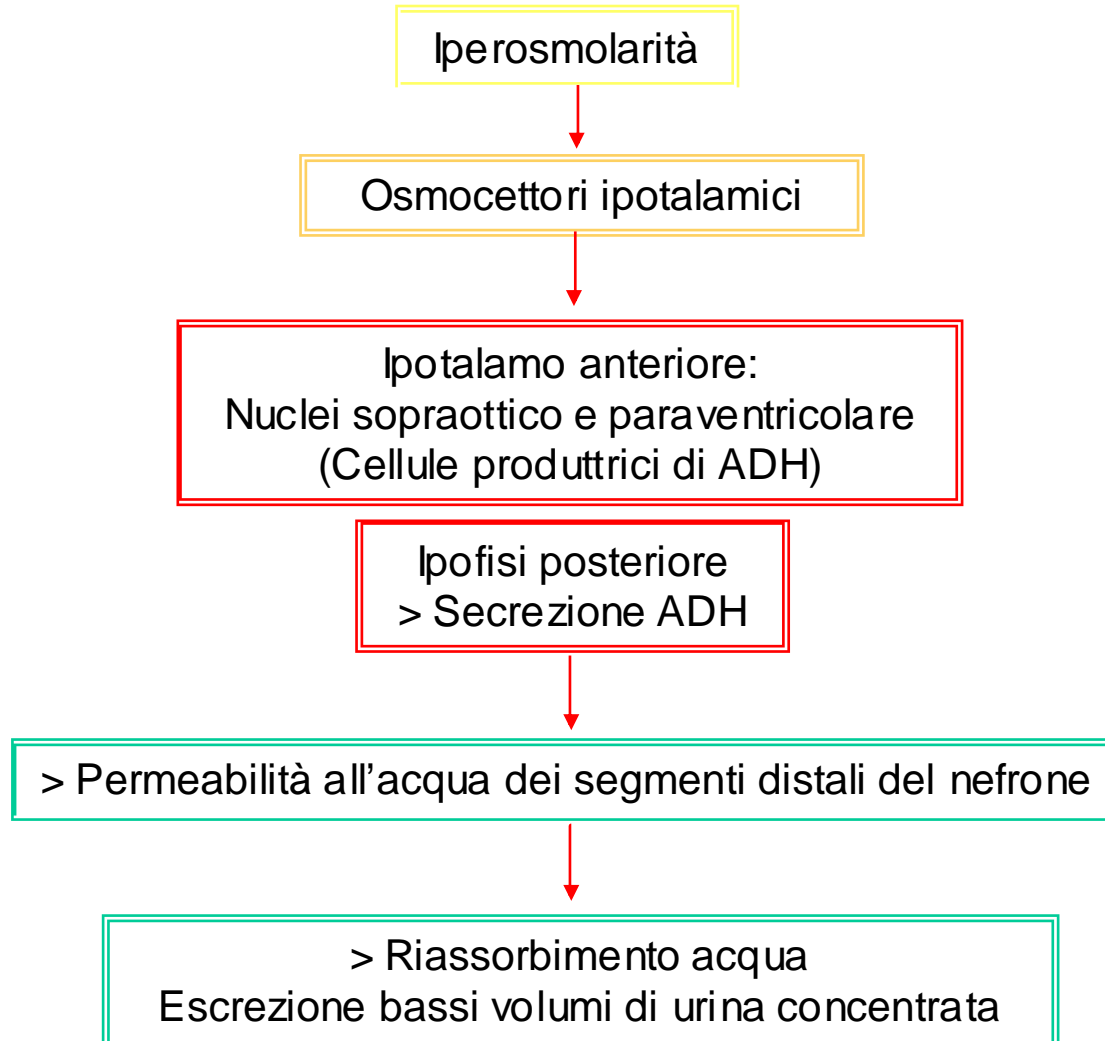 Iperosmolarità
Osmocettori ipotalamici
Ipotalamo anteriore:
Nuclei sopraottico e paraventricolare
(Cellule produttrici di ADH)
Ipofisi posteriore
> Secrezione ADH
> Permeabilità all’acqua dei segmenti distali del nefrone
> Riassorbimento acqua
Escrezione bassi volumi di urina concentrata